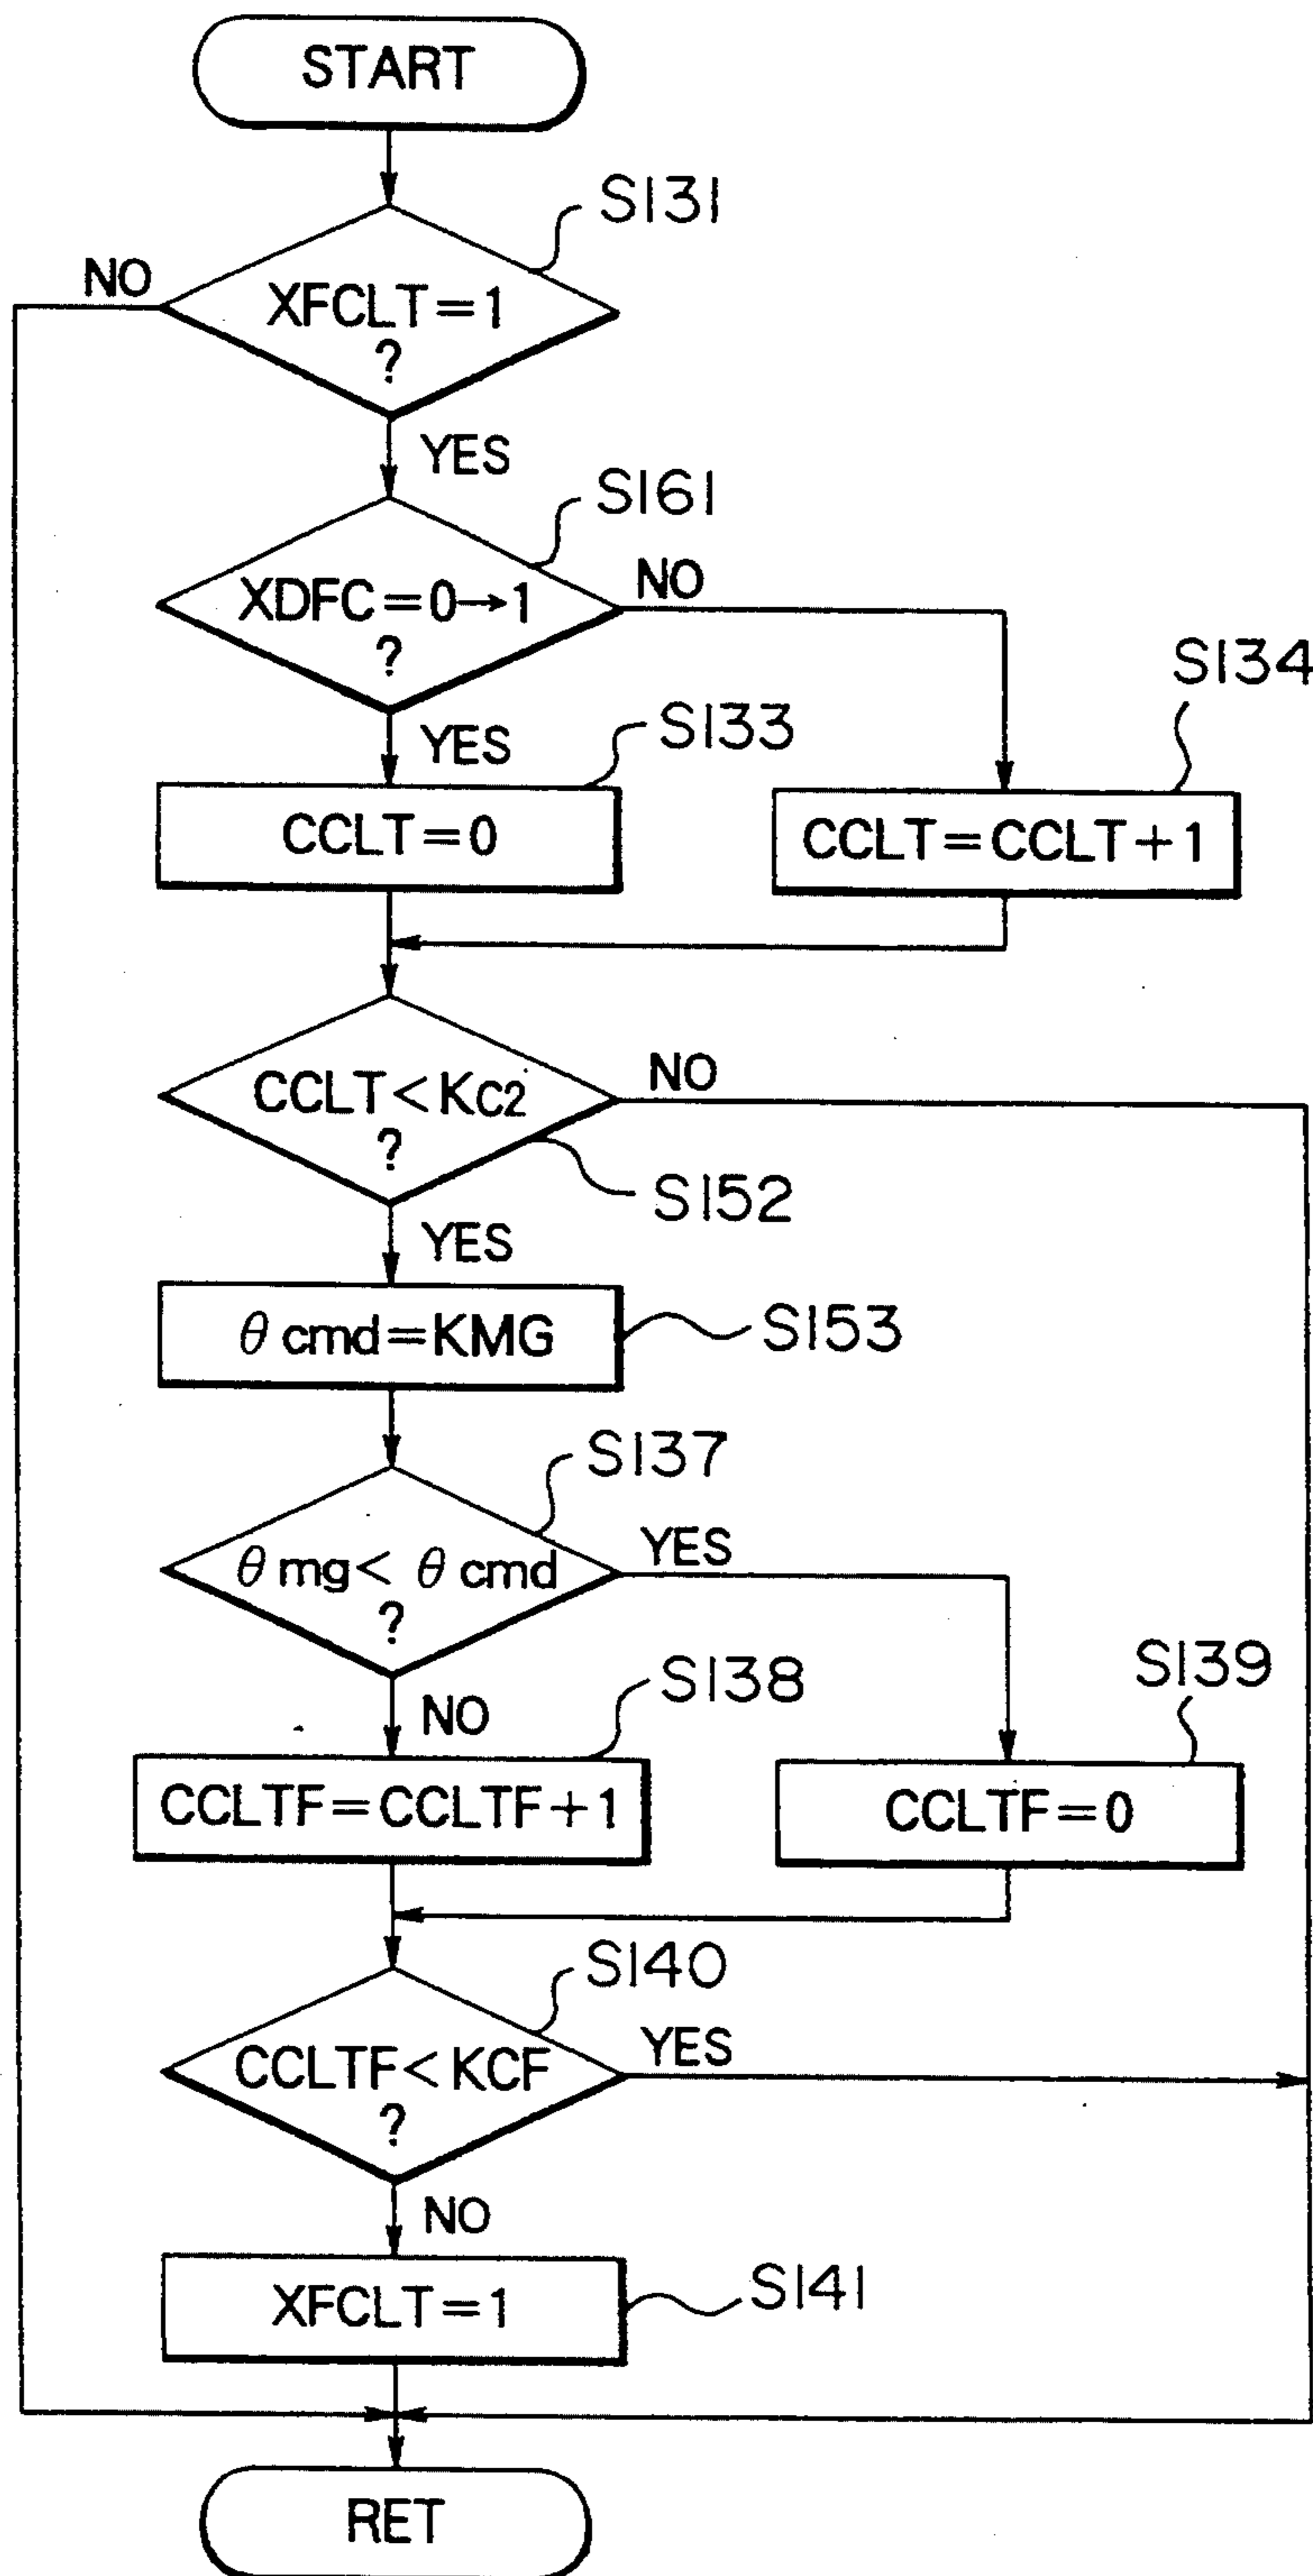 START
S131
NO
XFCLT=1
?
YES
S161
XDFC=0→1
?
NO
S134
YES
S133
CCLT=0
CCLT=CCLT+1
CCLT<KC2
?
NO
S152
YES
θ cmd=KMG
S153
S137
θ mg< θ cmd
?
YES
S139
S138
NO
CCLTF=CCLTF+1
CCLTF=0
S140
CCLTF<KCF
?
YES
NO
XFCLT=1
S141
RET